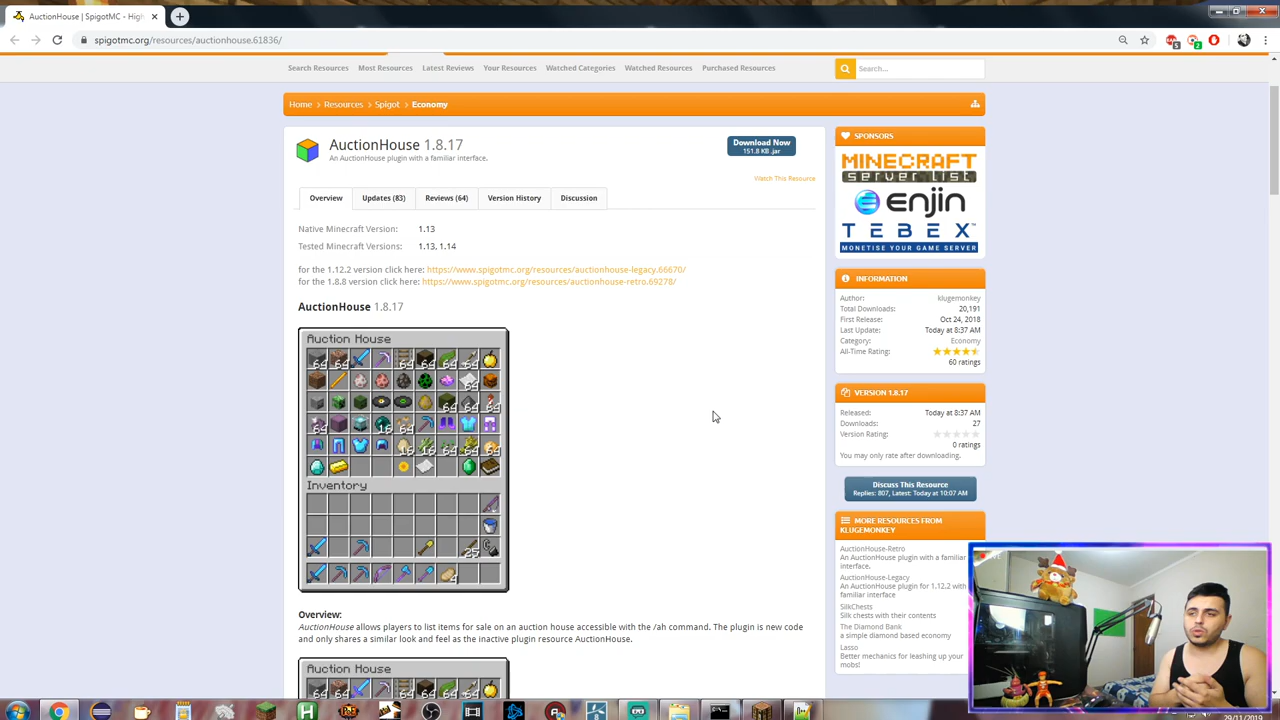 AuctionHouse | SpigotMC - High
spigotmc.org/resources/auctionhouse.61836/
Search Resources Most Resources Latest Reviews Your Resources Watched Categories Watched Resources Purchased Resources
Search...
Home Resources Spigot Economy
AuctionHouse 1.8.17
An AuctionHouse plugin with a familiar interface.
Download Now
151.8 KB .jar
Watch This Resource
Overview Updates (83) Reviews (64) Version History Discussion
Native Minecraft Version: 1.13
Tested Minecraft Versions: 1.13, 1.14
for the 1.12.2 version click here: https://www.spigotmc.org/resources/auctionhouse-legacy.66670/
for the 1.8.8 version click here: https://www.spigotmc.org/resources/auctionhouse-retro.69278/
AuctionHouse 1.8.17
Auction House
Inventory
Overview:
AuctionHouse allows players to list items for sale on an auction house accessible with the /ah command. The plugin is new code
and only shares a similar look and feel as the inactive plugin resource AuctionHouse.
Auction House
SPONSORS
MINECRAFT
server list
enjin
TEBEX
MONETISE YOUR GAME SERVER
INFORMATION
Author: klugemonkey
Total Downloads: 20,191
First Release: Oct 24, 2018
Last Update: Today at 8:37 AM
Category: Economy
All-Time Rating:
60 ratings
VERSION 1.8.17
Released: Today at 8:37 AM
Downloads: 27
Version Rating:
0 ratings
You may only rate after downloading.
Discuss This Resource
Replies: 807, Latest: Today at 10:07 AM
MORE RESOURCES FROM
KLUGEMONKEY
AuctionHouse-Retro
An AuctionHouse plugin with a familiar
interface.
AuctionHouse-Legacy
An AuctionHouse plugin for 1,12,2 with
familiar interface
SilkChests
Silk chests with their contents
The Diamond Bank
a simple diamond based economy
Lasso
Better mechanics for leashing up your
mobs!
29/11/2019